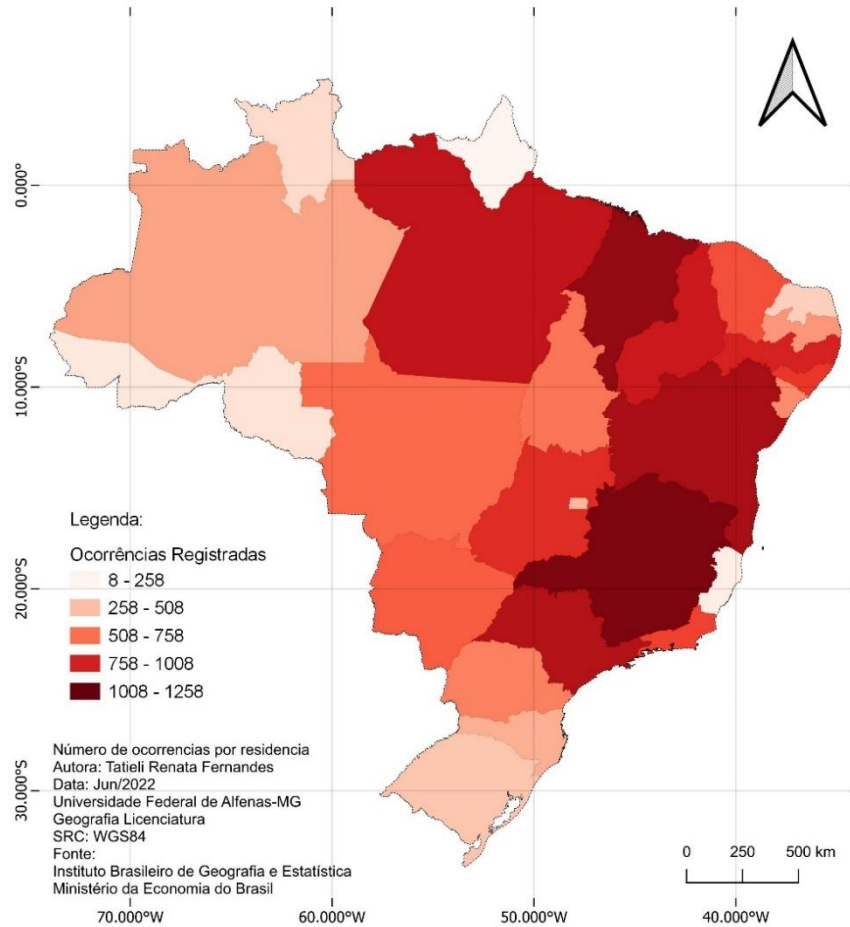 0.000°
10.000°S
20.000°S
30.000°S
Legenda:
Ocorrências Registradas
8 - 258
258 - 508
508 - 758
758 - 1008
1008 - 1258
Número de ocorrencias por residencia
Autora: Tatieli Renata Fernandes
Data: Jun/2022
Universidade Federal de Alfenas-MG
Geografia Licenciatura
SRC: WGS84
Fonte:
Instituto Brasileiro de Geografia e Estatística
Ministério da Economia do Brasil
0 250 500 km
70.000°W 60.000°W 50.000°W 40.000°W